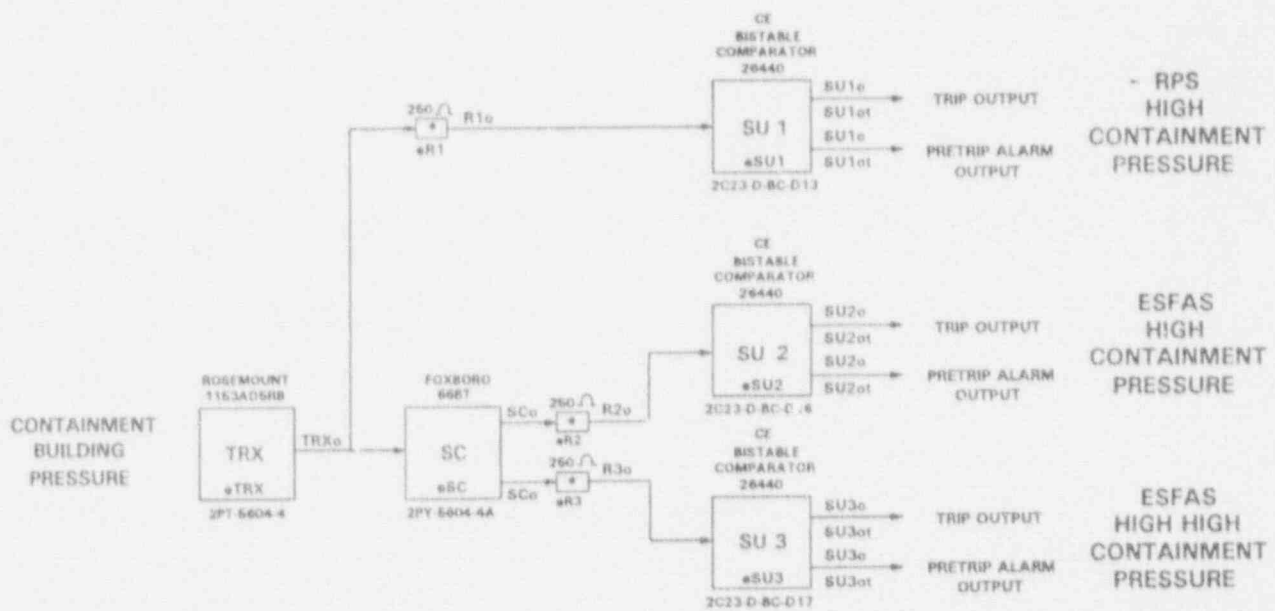 CE
BISTABLE
COMPARATOR
26440
SU1o
TRIP OUTPUT
SU1ot
SU 1
SU1o
PRETRIP ALARM
OUTPUT
SU1ot
eSU1
2C23-D-BC-D13
- RPS
HIGH
CONTAINMENT
PRESSURE
250
*
R1o
eR1
CE
BISTABLE
COMPARATOR
26440
SU2o
TRIP OUTPUT
SU2ot
SU 2
SU2o
PRETRIP ALARM
OUTPUT
SU2ot
eSU2
ESFAS
HIGH
CONTAINMENT
PRESSURE
CONTAINMENT
BUILDING
PRESSURE
ROSEMOUNT
1153AD5RB
TRX
eTRX
2PT-5604-4
TRXo
FOXBORO
SC
eSC
2PY-5604-4A
SCo
250
*
R2o
eR2
SCo
250
*
R3o
eR3
CE
BISTABLE
COMPARATOR
26440
SU3o
TRIP OUTPUT
SU3ot
SU 3
SU3o
PRETRIP ALARM
OUTPUT
SU3ot
eSU3
2C23-D-BC-D17
ESFAS
HIGH HIGH
CONTAINMENT
PRESSURE